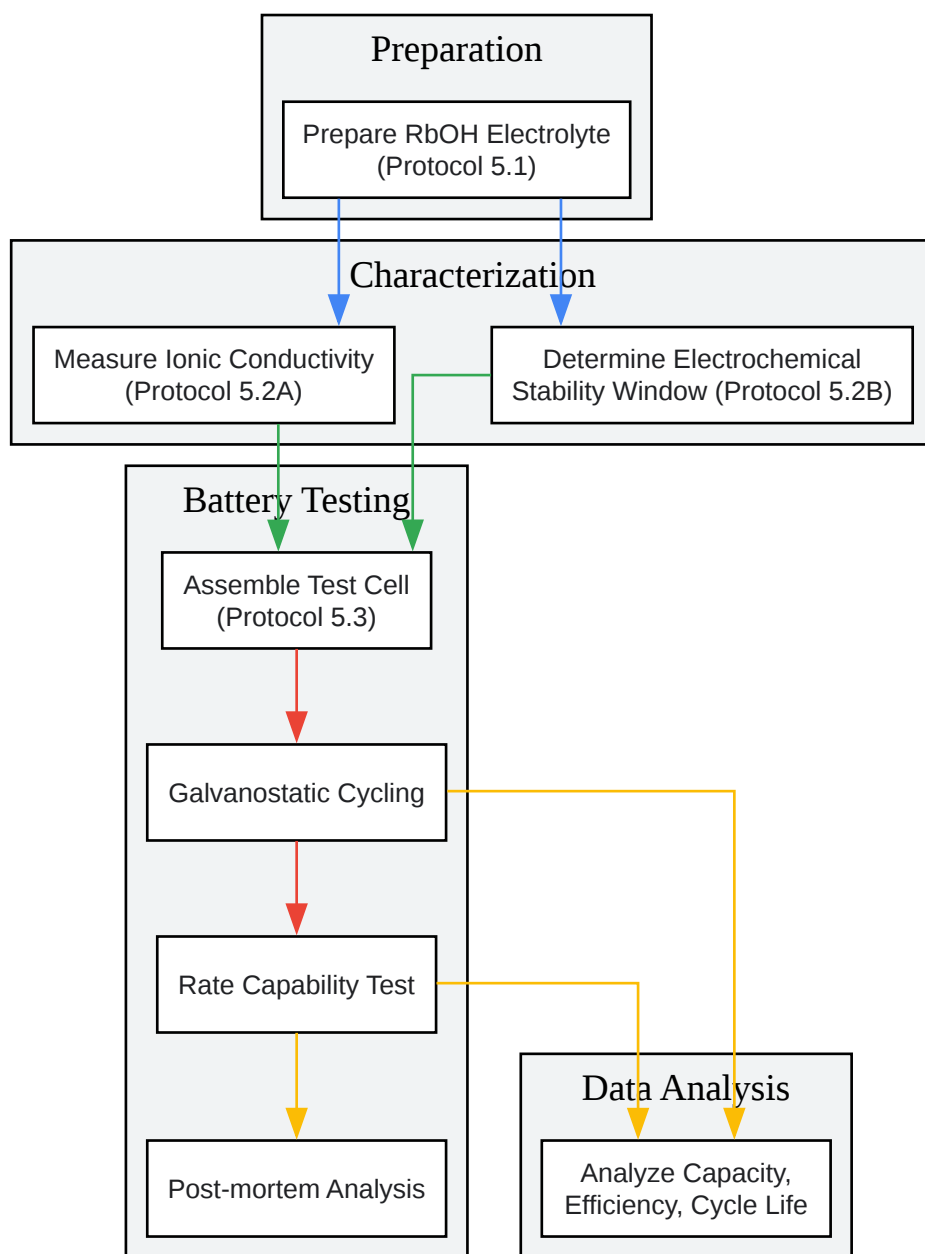 Preparation
Prepare RbOH Electrolyte
(Protocol 5.1)
Characterization
Measure Ionic Conductivity
(Protocol 5.2A)
Determine Electrochemical
Stability Window (Protocol 5.2B)
Battery Testing
Assemble Test Cell
(Protocol 5.3)
Galvanostatic Cycling
Rate Capability Test
Post-mortem Analysis
Data Analysis
Analyze Capacity,
Efficiency, Cycle Life